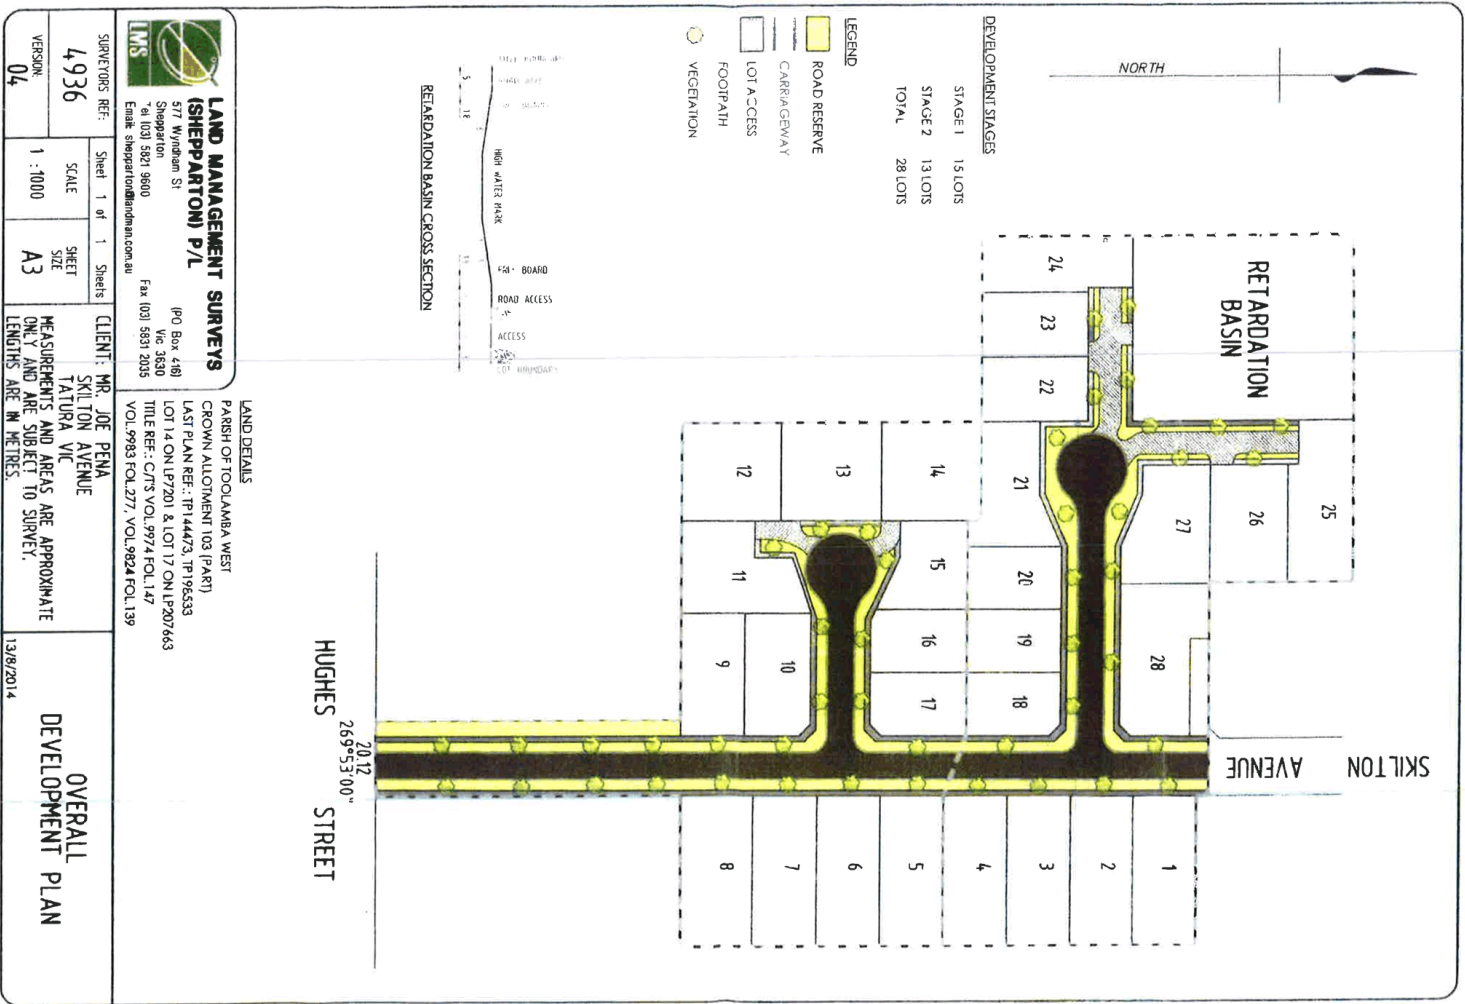 NORTH
DEVELOPMENT STAGES
STAGE 1 15 LOTS
STAGE 2 13 LOTS
TOTAL 28 LOTS
LEGEND
ROAD RESERVE
CARRIAGEWAY
LOT ACCESS
FOOTPATH
VEGETATION
HIGH WATER MARK
BOARD
ROAD ACCESS
ACCESS
LOT BOUNDARY
RETARDATION BASIN CROSS SECTION
RETARDATION
BASIN
24
23
22
21
20
19
18
25
26
27
28
12
13
14
11
15
16
17
9
10
1
2
3
4
5
6
7
8
SKILTON AVENUE
HUGHES STREET
20.12
269°53'00"
LAND DETAILS
PARISH OF TOOLAMBA WEST
CROWN ALLOTMENT 103 (PART)
LAST PLAN REF.: TP144473, TP196533
LOT 14 ON LP7201 & LOT 17 ON LP207663
TITLE REF.: C/TS VOL.9974 FOL.147
VOL.9983 FOL.277, VOL.9824 FOL.139
LMS
LAND MANAGEMENT SURVEYS
(SHEPPARTON) P/L
577 Wyndham St (PO Box 416)
Shepparton Vic 3630
Tel (03) 5821 9600 Fax (03) 5831 2035
Email: shepparton@landman.com.au
SURVEYORS REF:
4936
VERSION:
04
Sheet 1 of 1 Sheets
SCALE
1 :1000
SHEET
SIZE
A3
CLIENT: MR. JOE PENA
SKILTON AVENUE
TATURA VIC
MEASUREMENTS AND AREAS ARE APPROXIMATE
ONLY AND ARE SUBJECT TO SURVEY.
LENGTHS ARE IN METRES.
13/8/2014
OVERALL
DEVELOPMENT PLAN